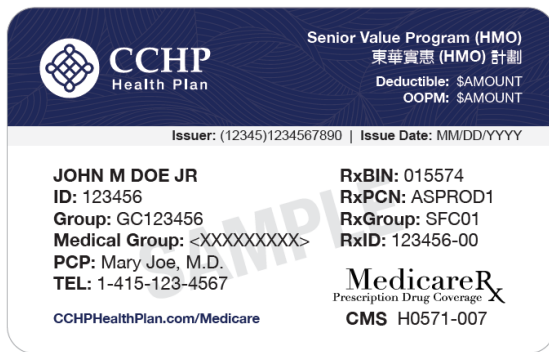 CCHP
Health Plan
Senior Value Program (HMO)
東華實惠 (HMO) 計劃
Deductible: $AMOUNT
OOPM: $AMOUNT
Issuer: (12345)1234567890 | Issue Date: MM/DD/YYYY
JOHN M DOE JR
ID: 123456
Group: GC123456
Medical Group: <XXXXXXXXX>
PCP: Mary Joe, M.D.
TEL: 1-415-123-4567
CCHPHealthPlan.com/Medicare
RxBIN: 015574
RxPCN: ASPROD1
RxGroup: SFC01
RxID: 123456-00
MedicareRx
Prescription Drug Coverage
CMS H0571-007
SAMPLE